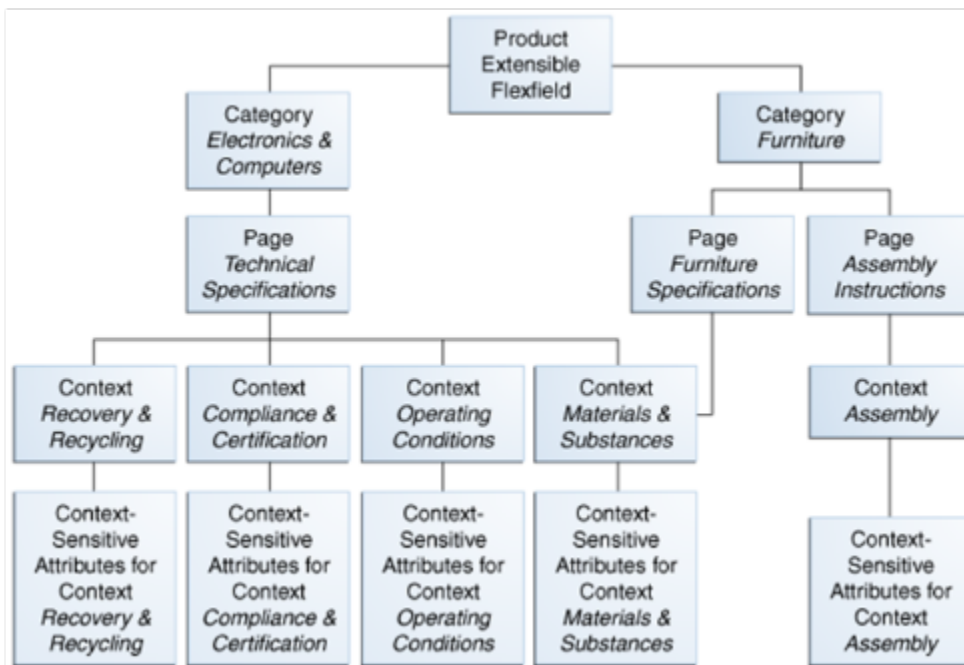 Product
Extensible
Flexfield
Category
Electronics &
Computers
Category
Furniture
Page
Technical
Specifications
Page
Furniture
Specifications
Page
Assembly
Instructions
Context
Recovery &
Recycling
Context
Compliance &
Certification
Context
Operating
Conditions
Context
Materials &
Substances
Context
Assembly
Context-
Sensitive
Attributes for
Context
Recovery &
Recycling
Context-
Sensitive
Attributes for
Context
Compliance &
Certification
Context-
Sensitive
Attributes for
Context
Operating
Conditions
Context-
Sensitive
Attributes for
Context
Materials &
Substances
Context-
Sensitive
Attributes for
Context
Assembly